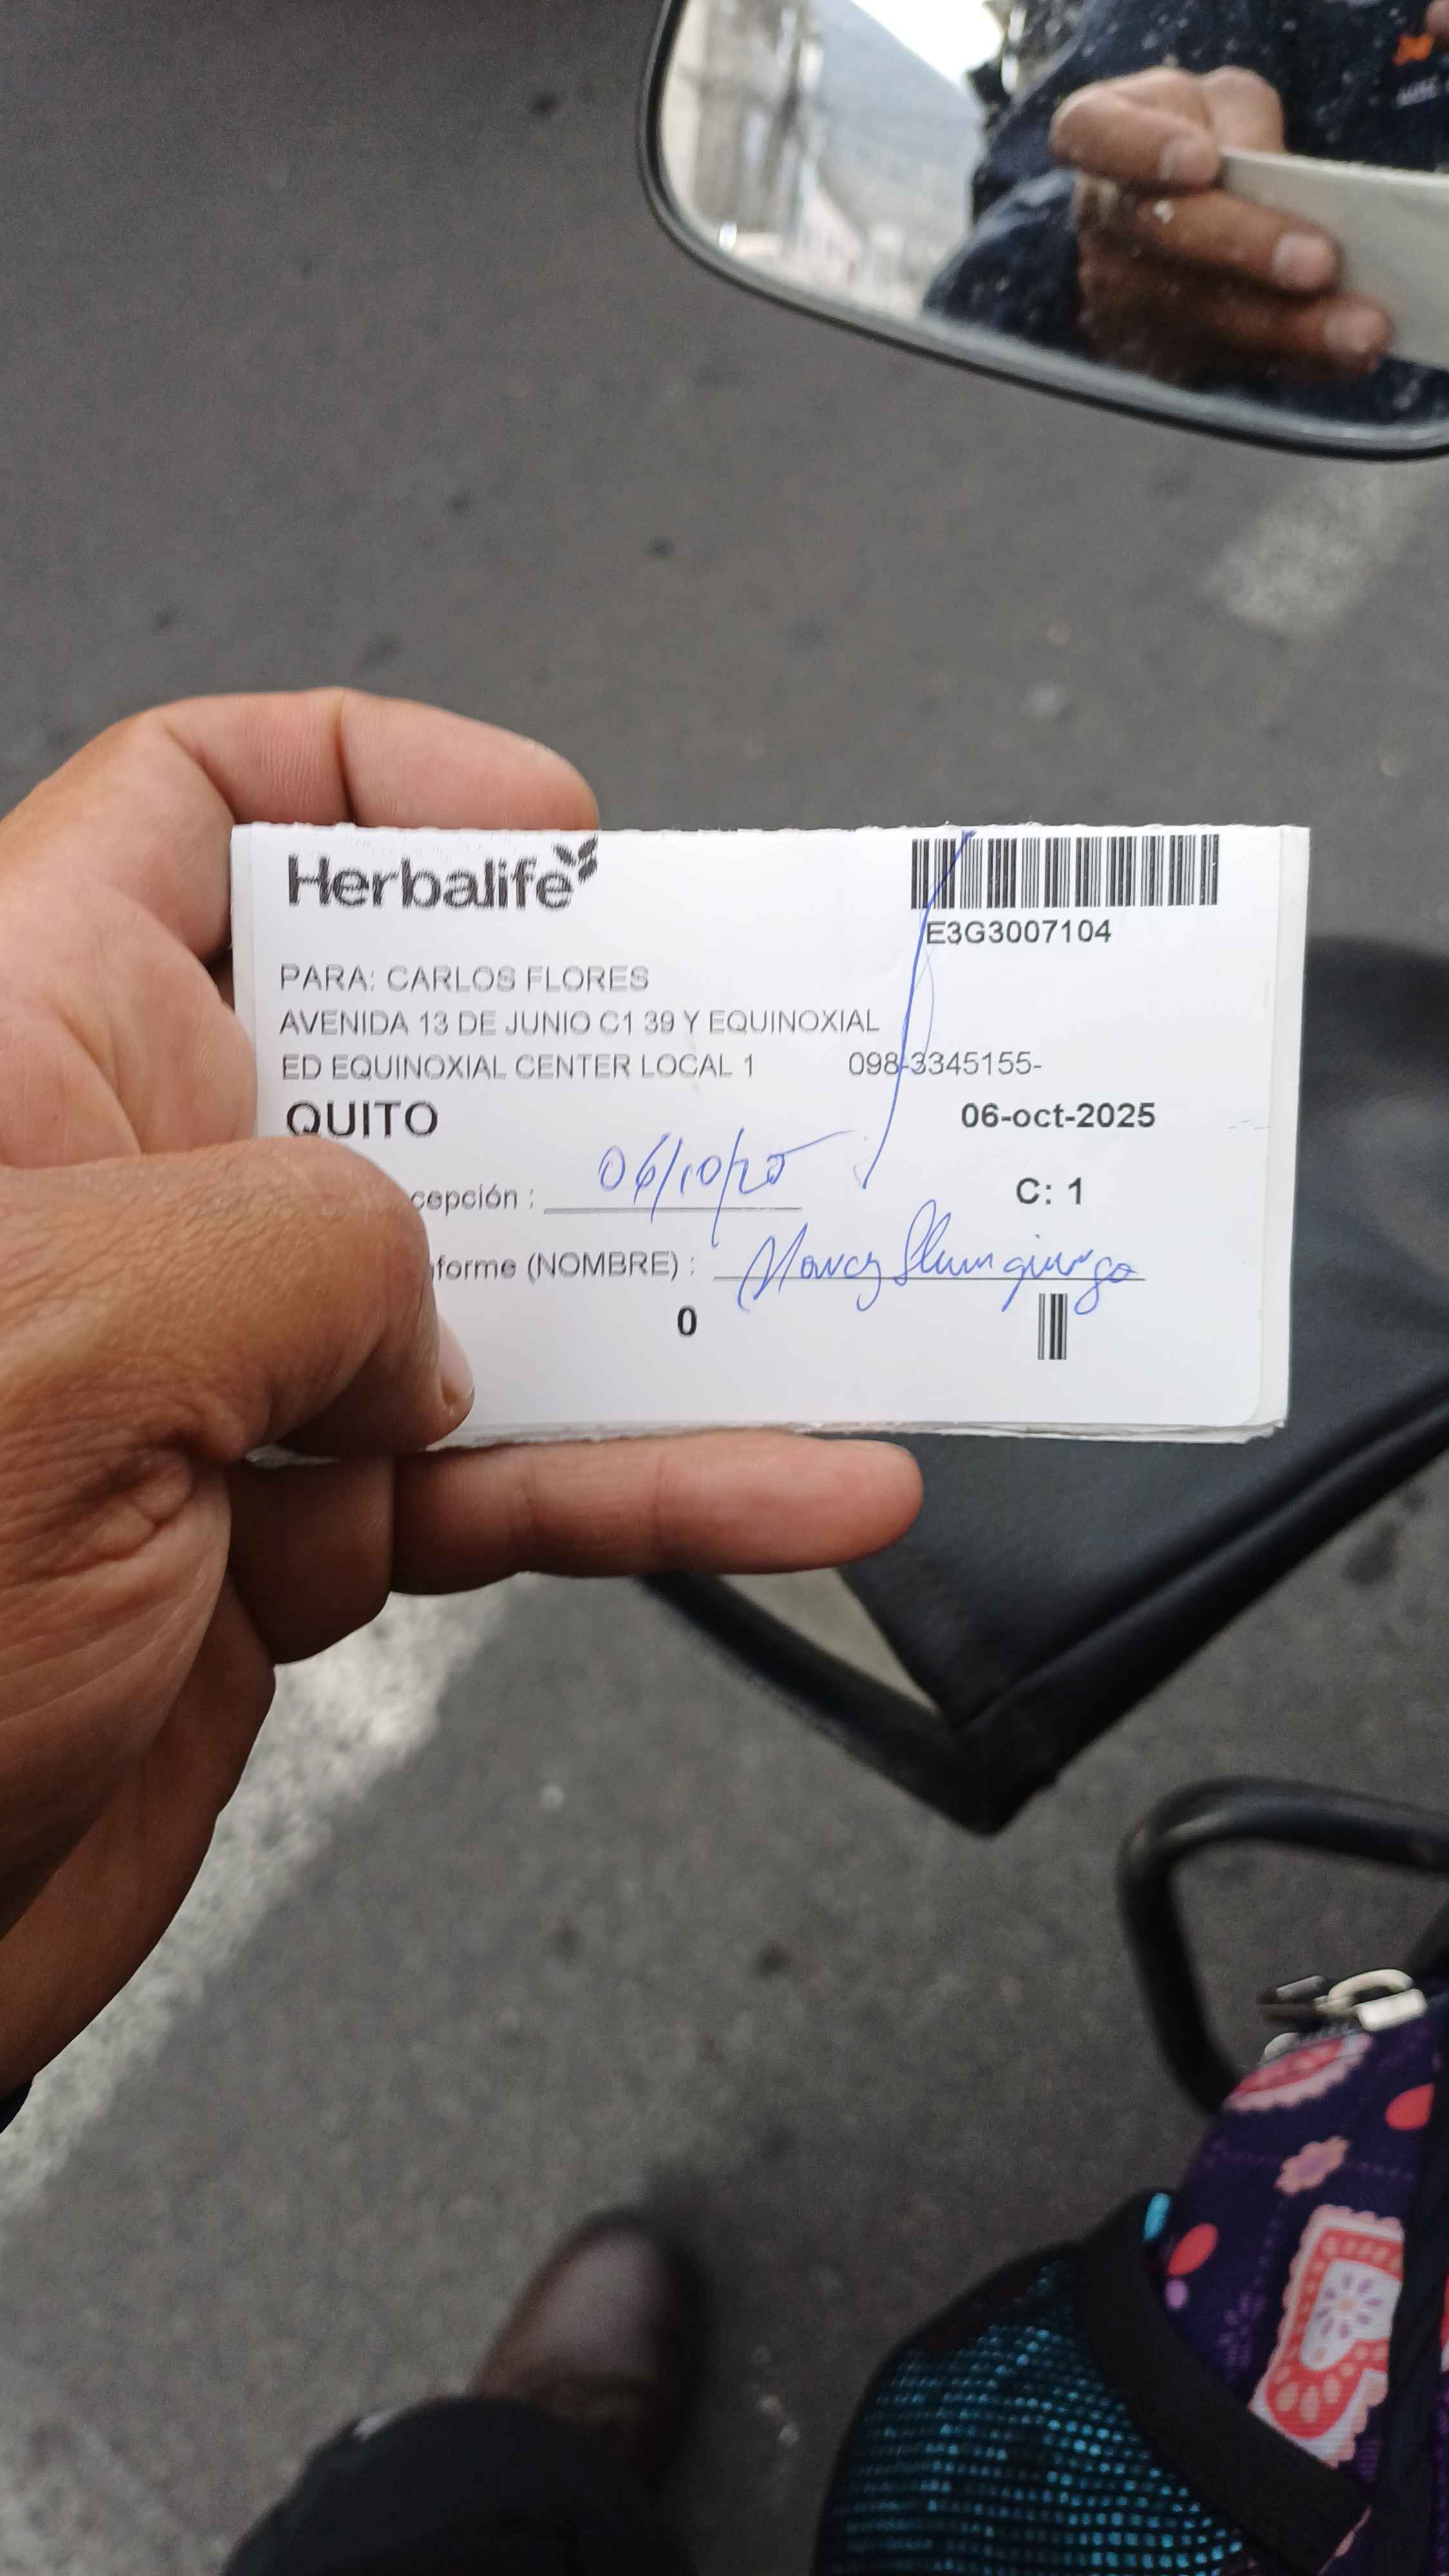 Herbalife
E3G3007104
PARA: CARLOS FLORES
AVENIDA 13 DE JUNIO C1 39 Y EQUINOXIAL
ED EQUINOXIAL CENTER LOCAL 1 098-3345155-
QUITO 06-oct-2025
cepción : 06/10/25
C: 1
forme (NOMBRE) :
0